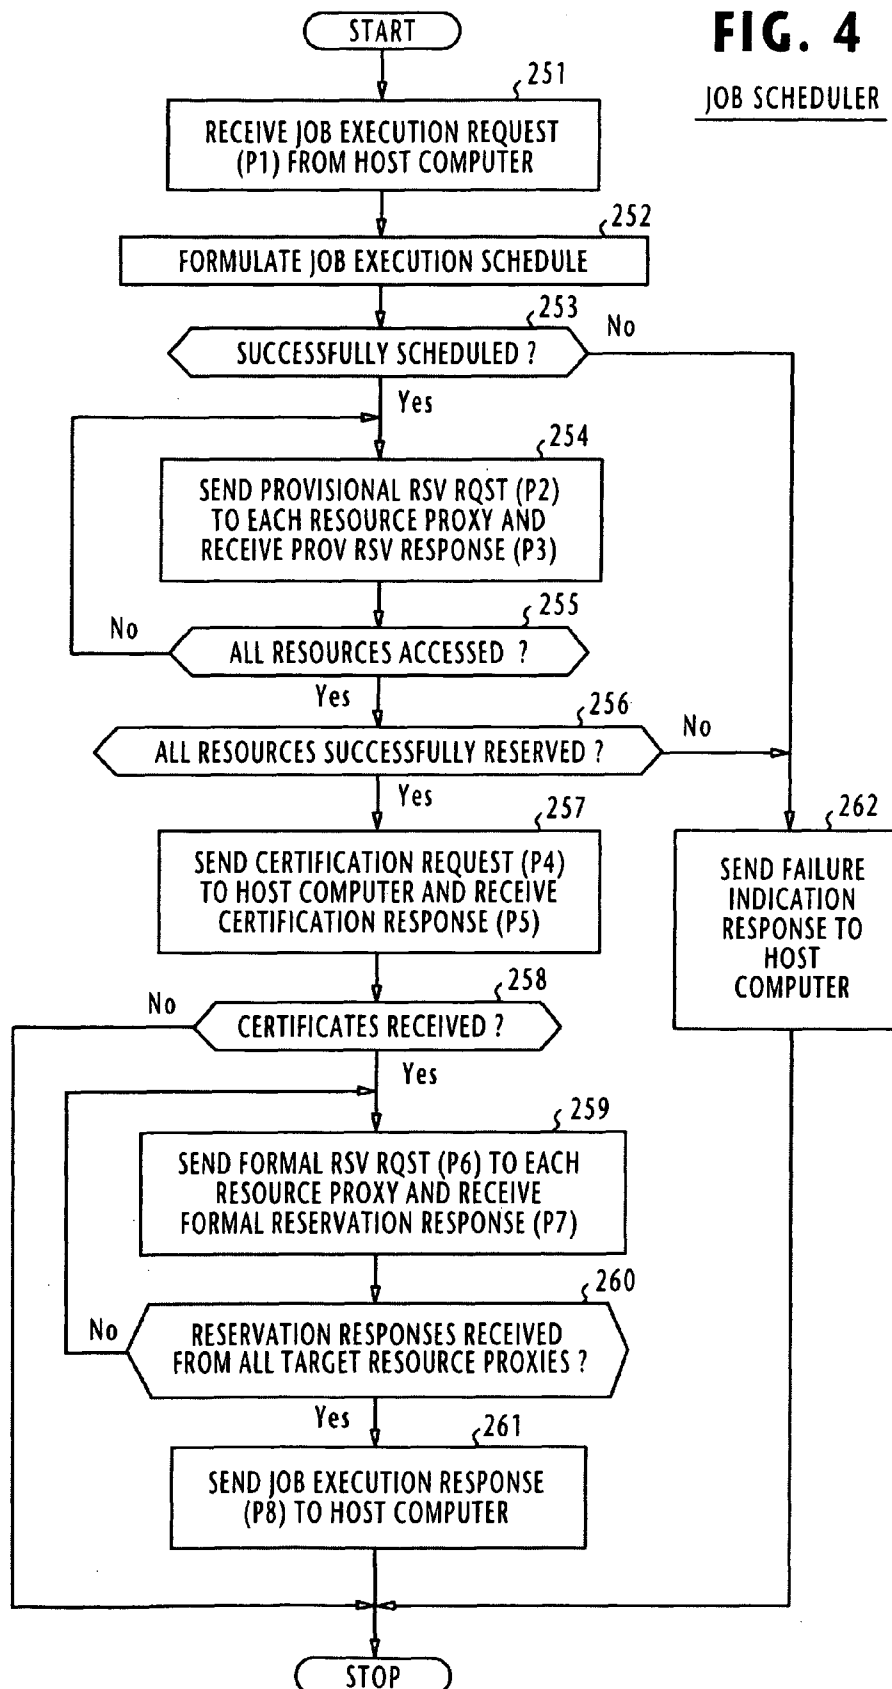 FIG. 4
JOB SCHEDULER
START
251
RECEIVE JOB EXECUTION REQUEST
(P1) FROM HOST COMPUTER
252
FORMULATE JOB EXECUTION SCHEDULE
253
SUCCESSFULLY SCHEDULED ?
No
Yes
254
SEND PROVISIONAL RSV RQST (P2)
TO EACH RESOURCE PROXY AND
RECEIVE PROV RSV RESPONSE (P3)
255
No
ALL RESOURCES ACCESSED ?
Yes
256
ALL RESOURCES SUCCESSFULLY RESERVED ?
No
Yes
257
SEND CERTIFICATION REQUEST (P4)
TO HOST COMPUTER AND RECEIVE
CERTIFICATION RESPONSE (P5)
262
SEND FAILURE
INDICATION
RESPONSE TO
HOST
COMPUTER
258
No
CERTIFICATES RECEIVED ?
Yes
259
SEND FORMAL RSV RQST (P6) TO EACH
RESOURCE PROXY AND RECEIVE
FORMAL RESERVATION RESPONSE (P7)
260
No
RESERVATION RESPONSES RECEIVED
FROM ALL TARGET RESOURCE PROXIES ?
Yes
261
SEND JOB EXECUTION RESPONSE
(P8) TO HOST COMPUTER
STOP